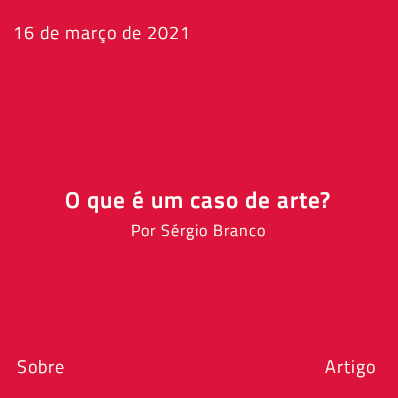 16 de março de 2021
O que é um caso de arte?
Por Sérgio Branco
Sobre
Artigo